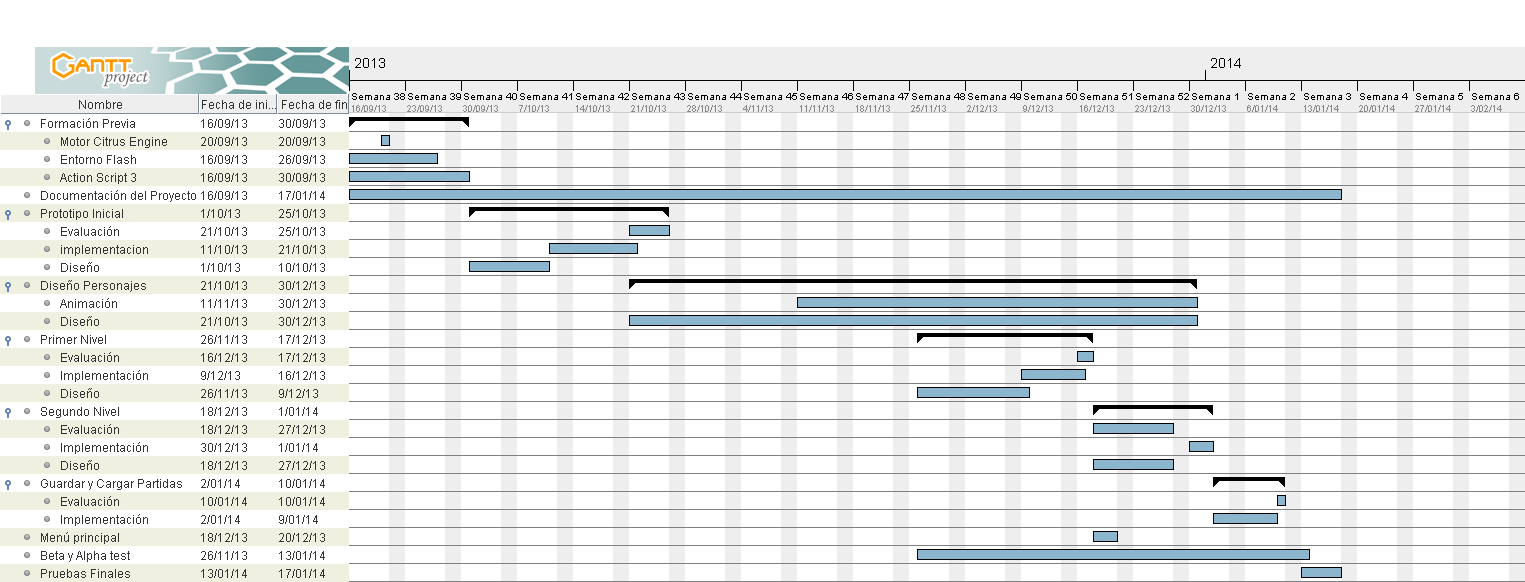 GANTT
project
2013 2014
Semana 38 Semana 39 Semana 40 Semana 41 Semana 42 Semana 43 Semana 44 Semana 45 Semana 46 Semana 47 Semana 48 Semana 49 Semana 50 Semana 51 Semana 52 Semana 1 Semana 2 Semana 3 Semana 4 Semana 5 Semana 6
Nombre Fecha de ini... Fecha de fin 16/09/13 23/09/13 30/09/13 7/10/13 14/10/13 21/10/13 28/10/13 4/11/13 11/11/13 18/11/13 25/11/13 2/12/13 9/12/13 16/12/13 23/12/13 30/12/13 6/01/14 13/01/14 20/01/14 27/01/14 3/02/14
Formación Previa 16/09/13 30/09/13
Motor Citrus Engine 20/09/13 20/09/13
Entorno Flash 16/09/13 26/09/13
Action Script 3 16/09/13 30/09/13
Documentación del Proyecto 16/09/13 17/01/14
Prototipo Inicial 1/10/13 25/10/13
Evaluación 21/10/13 25/10/13
implementacion 11/10/13 21/10/13
Diseño 1/10/13 10/10/13
Diseño Personajes 21/10/13 30/12/13
Animación 11/11/13 30/12/13
Diseño 21/10/13 30/12/13
Primer Nivel 26/11/13 17/12/13
Evaluación 16/12/13 17/12/13
Implementación 9/12/13 16/12/13
Diseño 26/11/13 9/12/13
Segundo Nivel 18/12/13 1/01/14
Evaluación 18/12/13 27/12/13
Implementación 30/12/13 1/01/14
Diseño 18/12/13 27/12/13
Guardar y Cargar Partidas 2/01/14 10/01/14
Evaluación 10/01/14 10/01/14
Implementación 2/01/14 9/01/14
Menú principal 18/12/13 20/12/13
Beta y Alpha test 26/11/13 13/01/14
Pruebas Finales 13/01/14 17/01/14